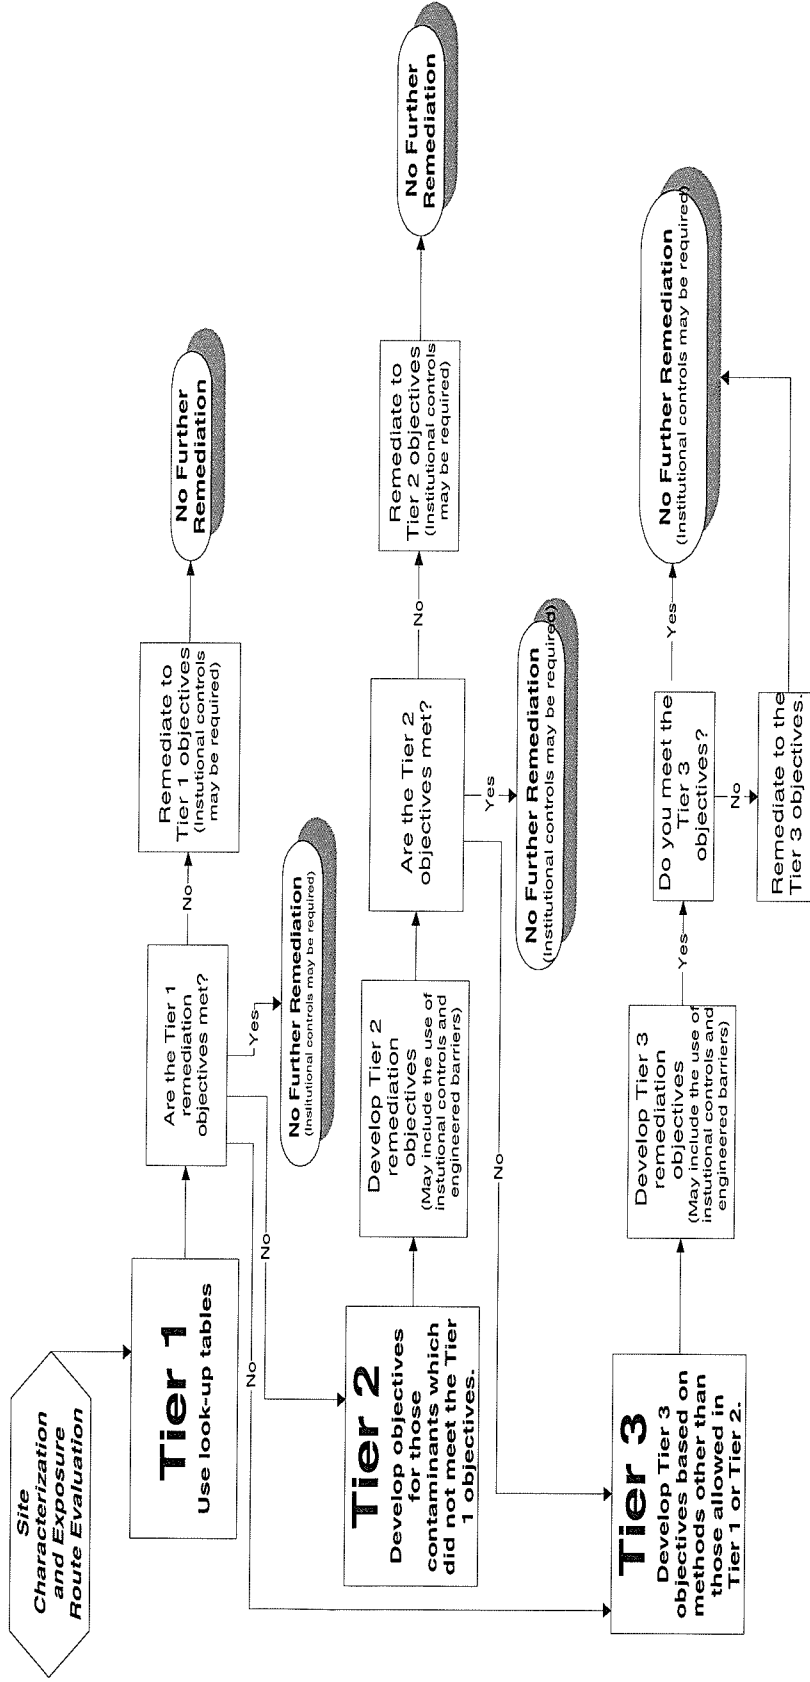 Site
Characterization
and Exposure
Route Evaluation
Tier 1
Use look-up tables
Are the Tier 1
remediation
objectives met?
No
Remediate to
Tier 1 objectives
(Instutional controls
may be required)
No Further
Remediation
Yes
No Further Remediation
(Institutional controls may be required)
No
No
Tier 2
Develop objectives
for those
contaminants which
did not meet the Tier
1 objectives.
Develop Tier 2
remediation
objectives
(May include the use of
instutional controls and
engineered barriers)
Are the Tier 2
objectives met?
No
Remediate to
Tier 2 objectives
(Institutional controls
may be required)
No Further
Remediation
Yes
No Further Remediation
(Institutional controls may be required)
No
Tier 3
Develop Tier 3
objectives based on
methods other than
those allowed in
Tier 1 or Tier 2.
Develop Tier 3
remediation
objectives
(May include the use of
instutional controls and
engineered barriers)
Yes
Do you meet the
Tier 3
objectives?
Yes
No Further Remediation
(Institutional controls may be required)
No
Remediate to the
Tier 3 objectives.